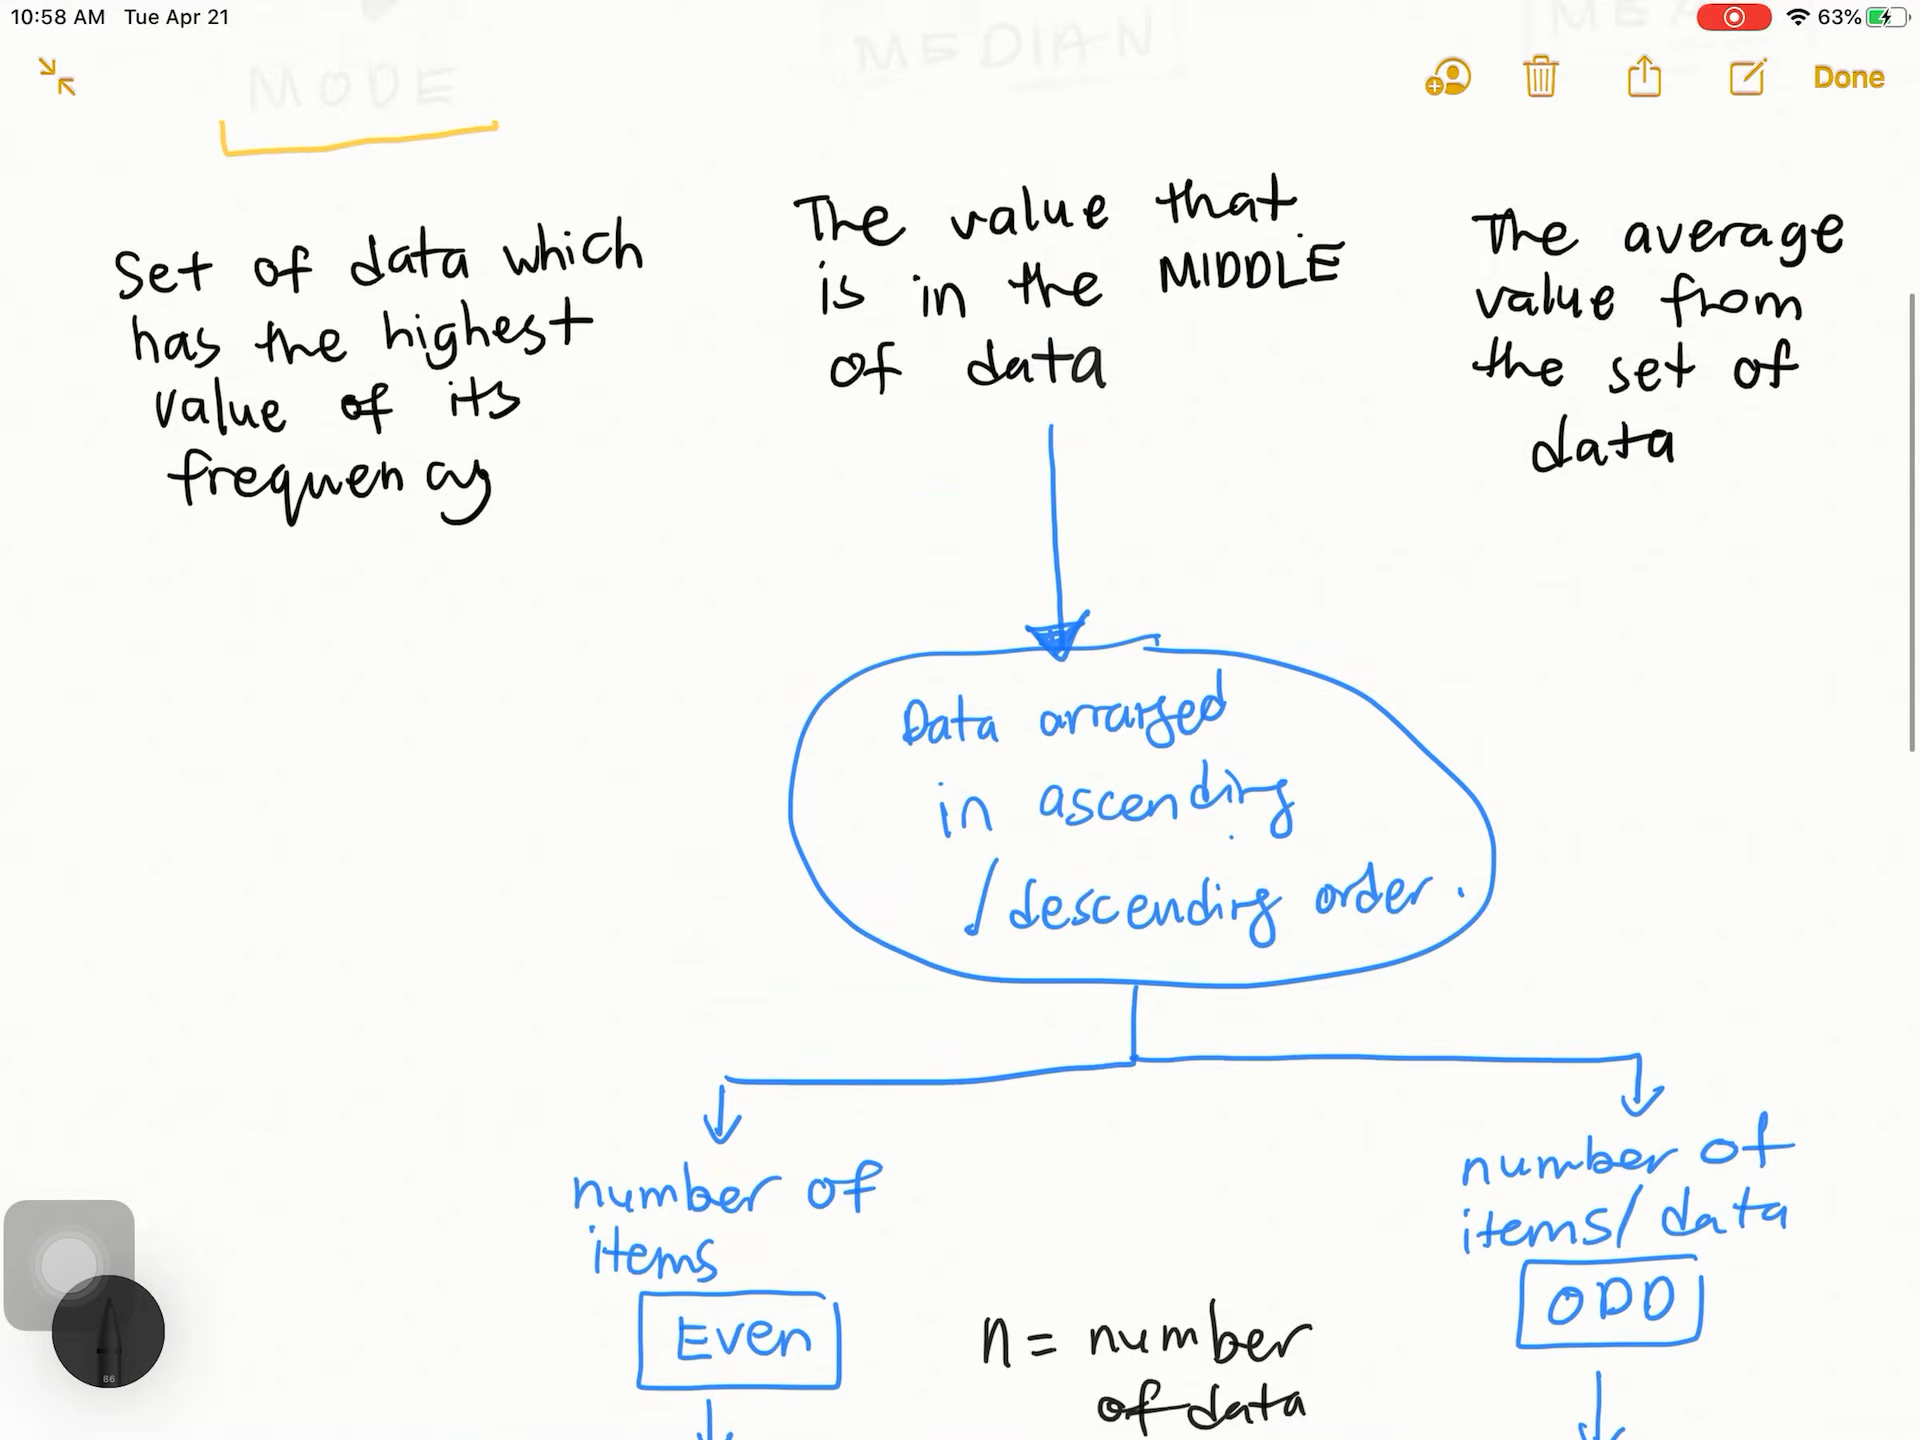 10:58 AM Tue Apr 21
63%
MODE
MEDIAN
Done
Set of data which
has the highest
value of its
frequency
The value that
is in the MIDDLE
of data
The average
value from
the set of
data
Data arranged
in ascending
/descending order.
number of
items
Even
n = number
of data
number of
items/data
ODD
86